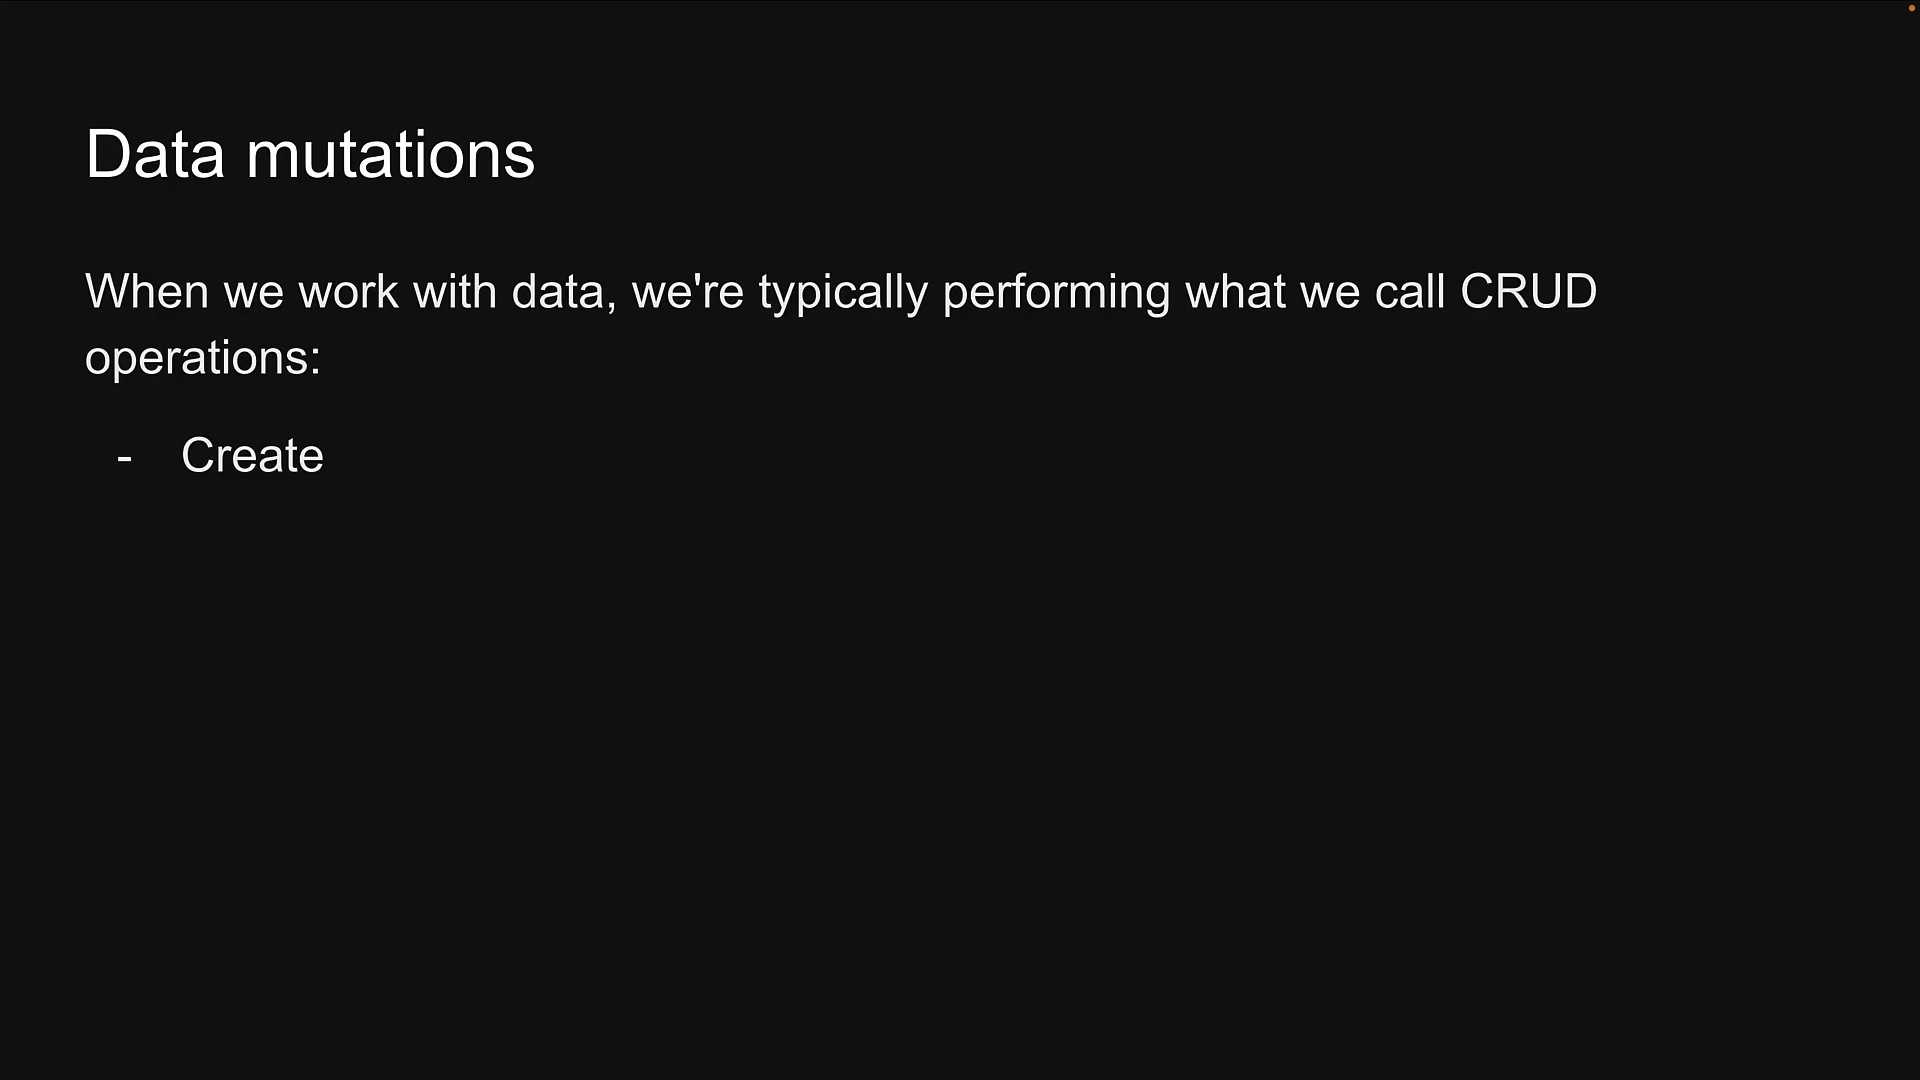 Data mutations
When we work with data, we're typically performing what we call CRUD
operations:
- Create